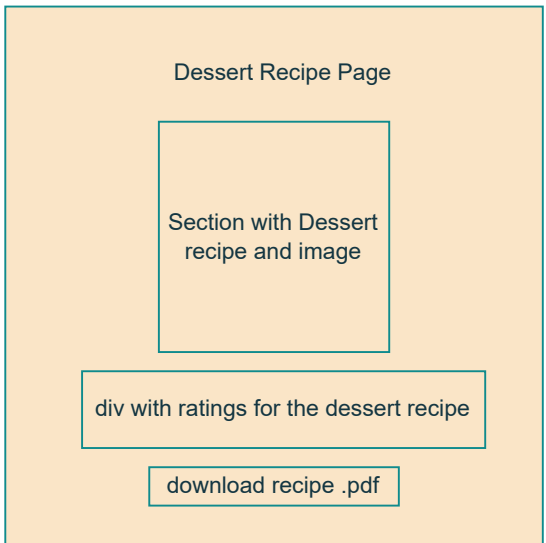 Dessert Recipe Page
Section with Dessert
recipe and image
div with ratings for the dessert recipe
download recipe .pdf